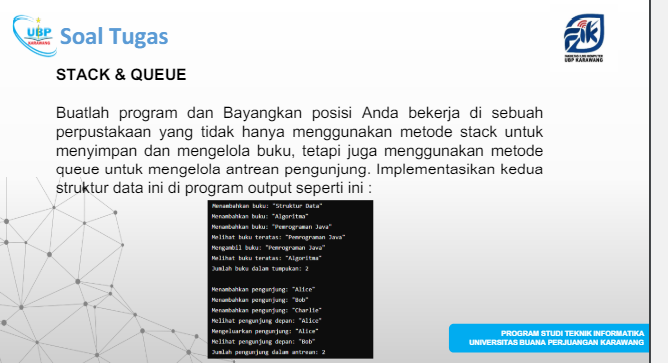 UBP
KARAWANG
Soal Tugas
Fik
FAKULTAS ILMU KOMPUTER
UBP KARAWANG
STACK & QUEUE
Buatlah program dan Bayangkan posisi Anda bekerja di sebuah
perpustakaan yang tidak hanya menggunakan metode stack untuk
menyimpan dan mengelola buku, tetapi juga menggunakan metode
queue untuk mengelola antrean pengunjung. Implementasikan kedua
struktur data ini di program output seperti ini :
Menambahkan buku: "Struktur Data"
Menambahkan buku: "Algoritma"
Menambahkan buku: "Pemrograman Java"
Melihat buku teratas: "Pemrograman Java"
Mengambil buku: "Pemrograman Java"
Melihat buku teratas: "Algoritma"
Jumlah buku dalam tumpukan: 2
Menambahkan pengunjung: "Alice"
Menambahkan pengunjung: "Bob"
Menambahkan pengunjung: "Charlie"
Melihat pengunjung depan: "Alice"
Mengeluarkan pengunjung: "Alice"
Melihat pengunjung depan: "Bob"
Jumlah pengunjung dalam antrean: 2
PROGRAM STUDI TEKNIK INFORMATIKA
UNIVERSITAS BUANA PERJUANGAN KARAWANG